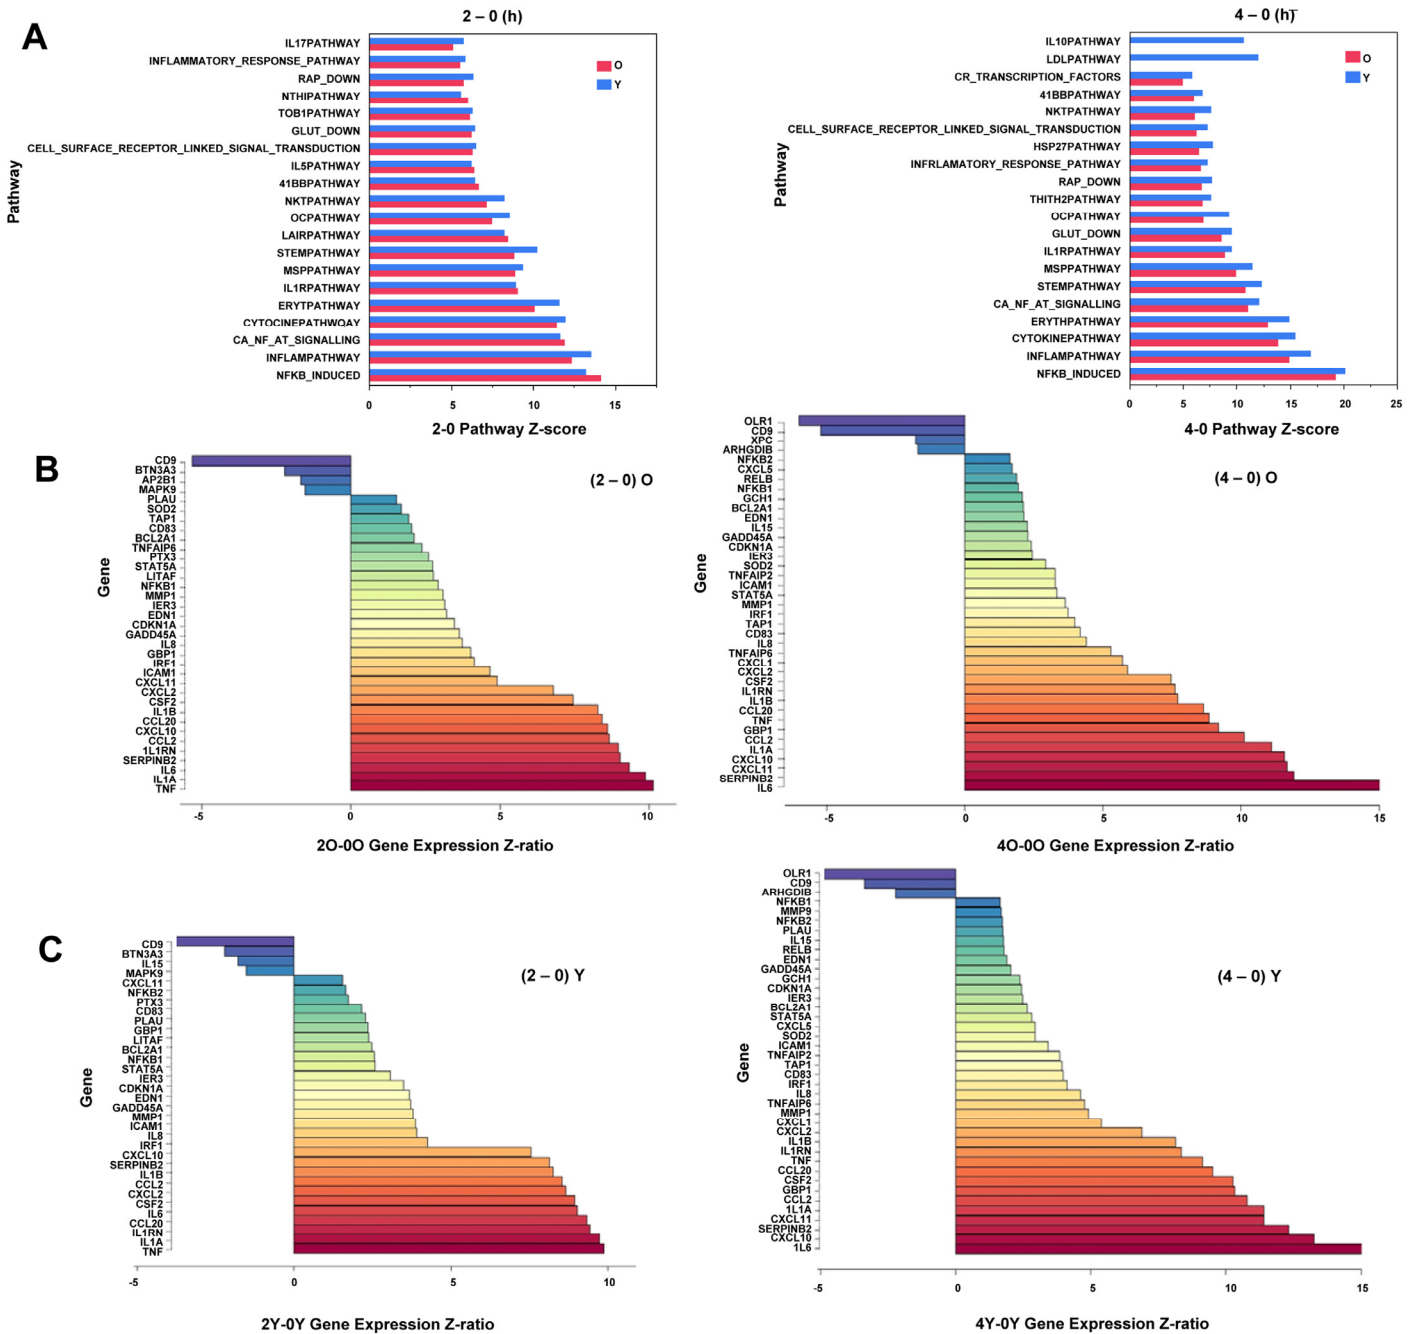 A
2 – 0 (h)
Pathway
IL17PATHWAY
INFLAMMATORY_RESPONSE_PATHWAY
RAP_DOWN
NTHIPATHWAY
TOB1PATHWAY
GLUT_DOWN
CELL_SURFACE_RECEPTOR_LINKED_SIGNAL_TRANSDUCTION
IL5PATHWAY
41BBPATHWAY
NKTPATHWAY
OCPATHWAY
LAIRPATHWAY
STEMPATHWAY
MSPPATHWAY
IL1RPATHWAY
ERYTPATHWAY
CYTOCINEPATHWQAY
CA_NF_AT_SIGNALLING
INFLAMPATHWAY
NFKB_INDUCED
O
Y
0 5 10 15
2-0 Pathway Z-score
4 – 0 (h)
Pathway
IL10PATHWAY
LDLPATHWAY
CR_TRANSCRIPTION_FACTORS
41BBPATHWAY
NKTPATHWAY
CELL_SURFACE_RECEPTOR_LINKED_SIGNAL_TRANSDUCTION
HSP27PATHWAY
INFRLAMATORY_RESPONSE_PATHWAY
RAP_DOWN
THITH2PATHWAY
OCPATHWAY
GLUT_DOWN
IL1RPATHWAY
MSPPATHWAY
STEMPATHWAY
CA_NF_AT_SIGNALLING
ERYTHPATHWAY
CYTOKINEPATHWAY
INFLAMPATHWAY
NFKB_INDUCED
O
Y
0 5 10 15 20 25
4-0 Pathway Z-score
B
(2 – 0) O
Gene
CD9
BTN3A3
AP2B1
MAPK9
PLAU
SOD2
TAP1
CD83
BCL2A1
TNFAIP6
PTX3
STAT5A
LITAF
NFKB1
MMP1
IER3
EDN1
CDKN1A
GADD45A
IL8
GBP1
IRF1
ICAM1
CXCL11
CXCL2
CSF2
IL1B
CCL20
CXCL10
CCL2
1L1RN
SERPINB2
IL6
IL1A
TNF
-5 0 5 10
2O-0O Gene Expression Z-ratio
(4 – 0) O
Gene
OLR1
CD9
XPC
ARHGDIB
NFKB2
CXCL5
RELB
NFKB1
GCH1
BCL2A1
EDN1
IL15
GADD45A
CDKN1A
IER3
SOD2
TNFAIP2
ICAM1
STAT5A
MMP1
IRF1
TAP1
CD83
IL8
TNFAIP6
CXCL1
CXCL2
CSF2
IL1RN
IL1B
CCL20
TNF
GBP1
CCL2
IL1A
CXCL10
CXCL11
SERPINB2
IL6
-5 0 5 10 15
4O-0O Gene Expression Z-ratio
C
(2 – 0) Y
Gene
CD9
BTN3A3
IL15
MAPK9
CXCL11
NFKB2
PTX3
CD83
PLAU
GBP1
LITAF
BCL2A1
NFKB1
STAT5A
IER3
CDKN1A
EDN1
GADD45A
MMP1
ICAM1
IL8
IRF1
CXCL10
SERPINB2
IL1B
CCL2
CXCL2
CSF2
IL6
CCL20
IL1RN
IL1A
TNF
-5 0 5 10
2Y-0Y Gene Expression Z-ratio
(4 – 0) Y
Gene
OLR1
CD9
ARHGDIB
NFKB1
MMP9
NFKB2
PLAU
IL15
RELB
EDN1
GADD45A
GCH1
CDKN1A
IER3
BCL2A1
STAT5A
CXCL5
SOD2
ICAM1
TNFAIP2
TAP1
CD83
IRF1
IL8
TNFAIP6
MMP1
CXCL1
CXCL2
IL1B
IL1RN
TNF
CCL20
CSF2
GBP1
CCL2
1L1A
CXCL11
SERPINB2
CXCL10
1L6
-5 0 5 10 15
4Y-0Y Gene Expression Z-ratio